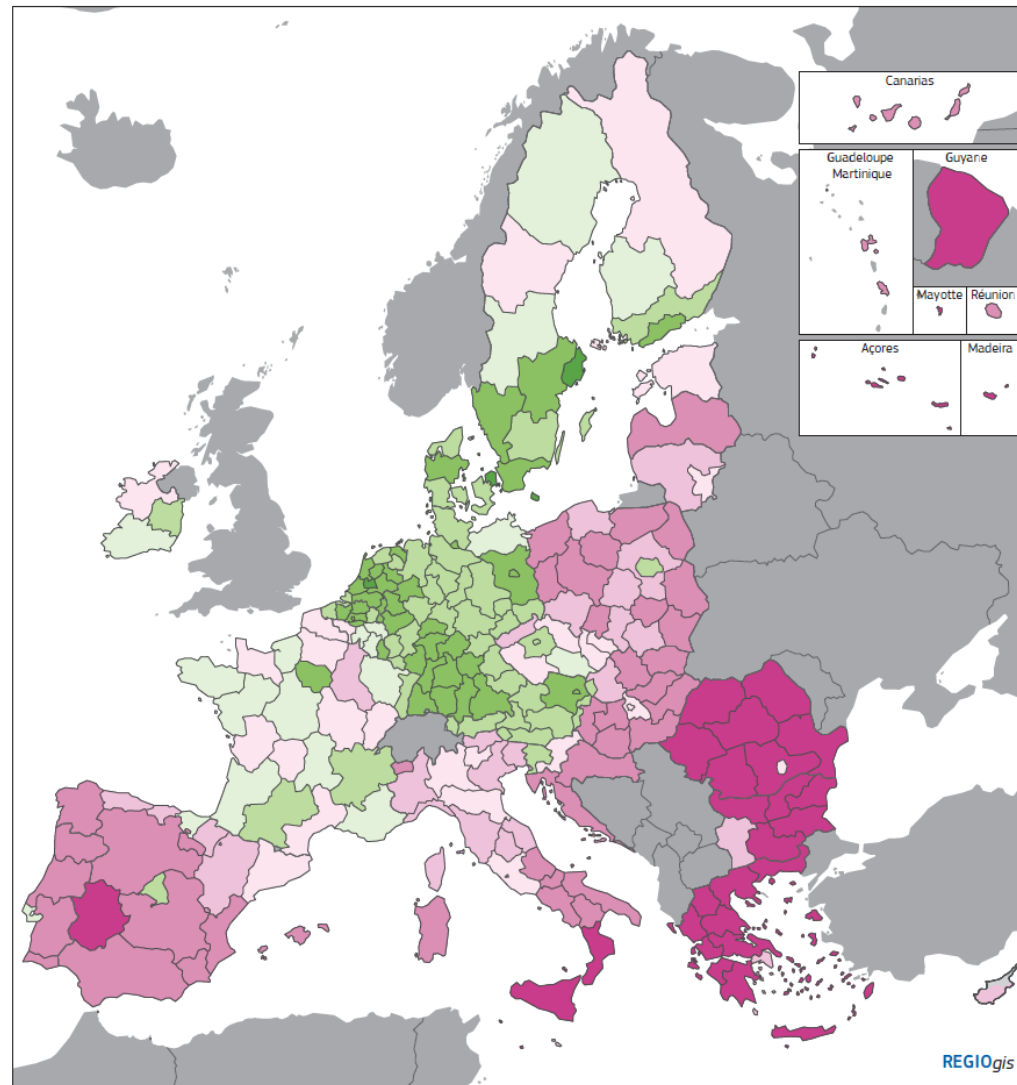 Canarias
Guadeloupe
Martinique
Guyane
Mayotte
Réunion
Açores
Madeira
REGIOgis